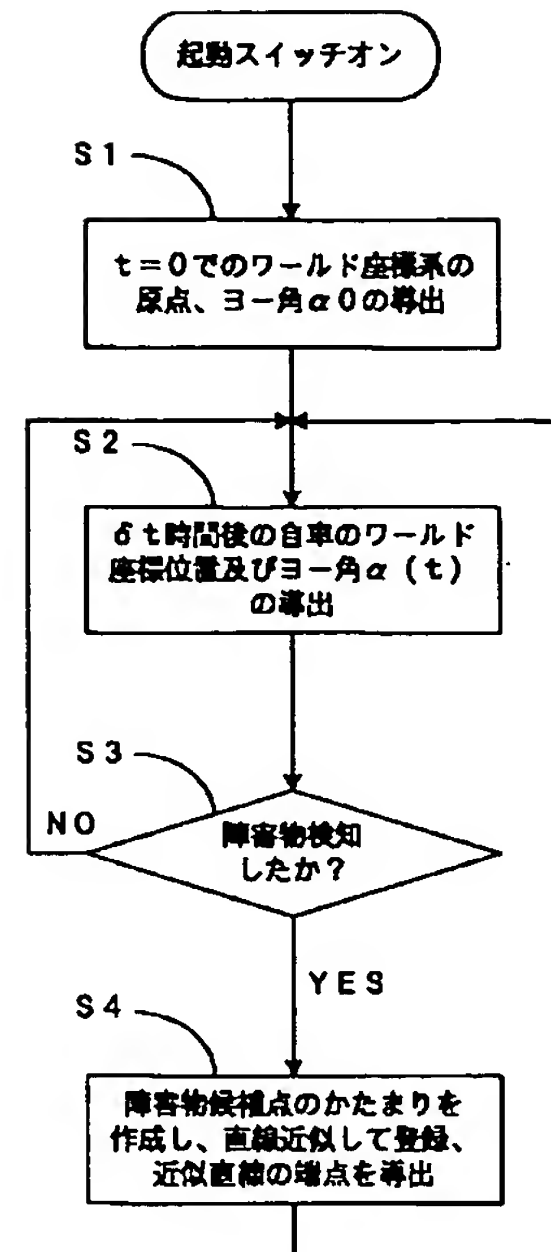 起動スイッチオン
S1
t=0でのワールド座標系の
原点、ヨー角α0の導出
S2
δt時間後の自車のワールド
座標位置及びヨー角α(t)
の導出
S3
NO
障害物検知
したか?
YES
S4
障害物候補点のかたまりを
作成し、直線近似して登録、
近似直線の端点を導出